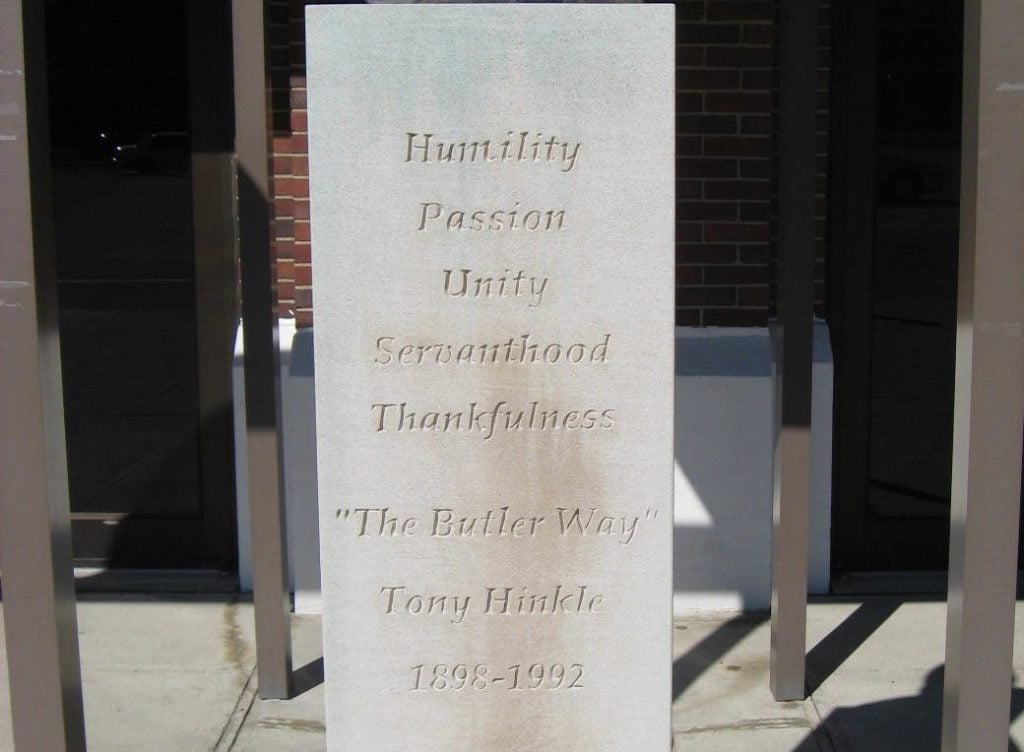 Humility
Passion
Unity
Servanthood
Thankfulness
"The Butler Way"
Tony Hinkle
1898-1992